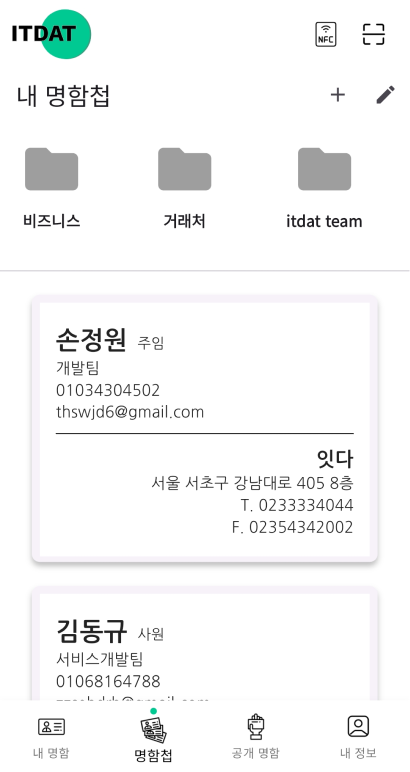 ITDAT
NFC
내 명함첩
비즈니스
거래처
itdat team
손정원 주임
개발팀
01034304502
thswjd6@gmail.com
잇다
서울 서초구 강남대로 405 8층
T. 0233334044
F. 02354342002
김동규 사원
서비스개발팀
01068164788
내 명함
명함첩
공개 명함
내 정보